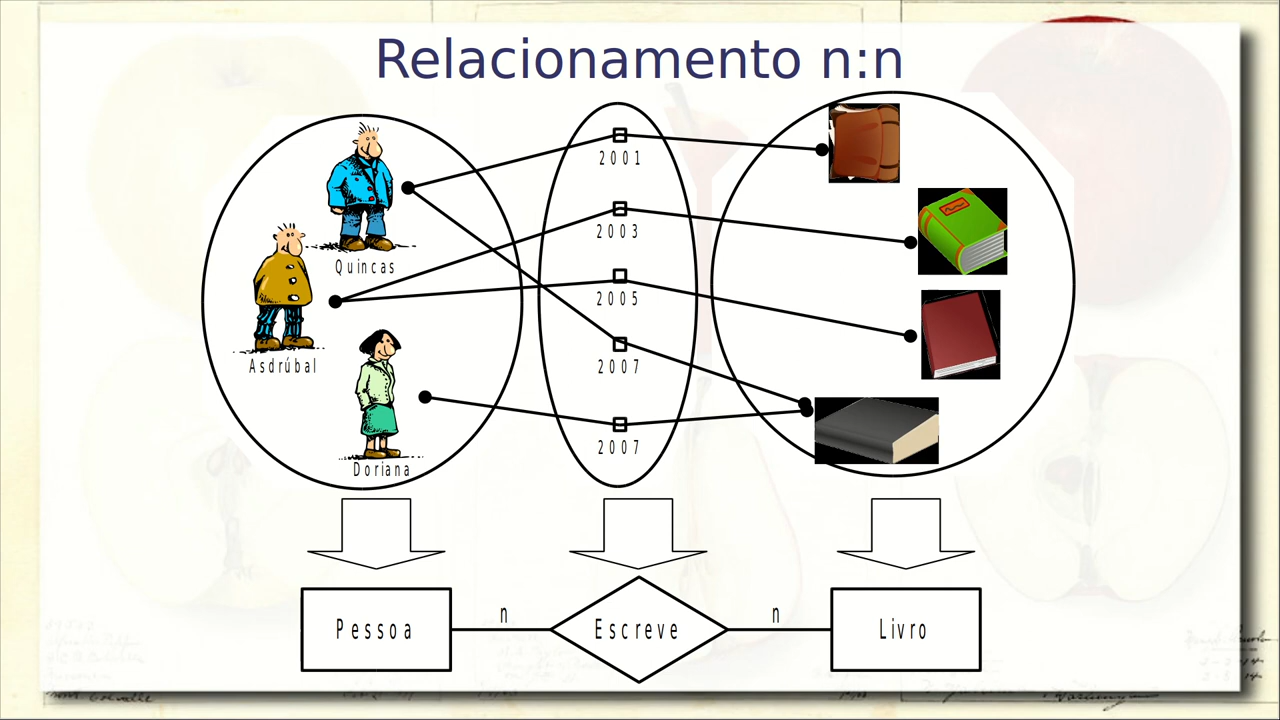 Relacionamento n:n
2001
2003
2005
2007
2007
Quincas
Asdrúbal
Doriana
n
n
Pessoa
Escreve
Livro